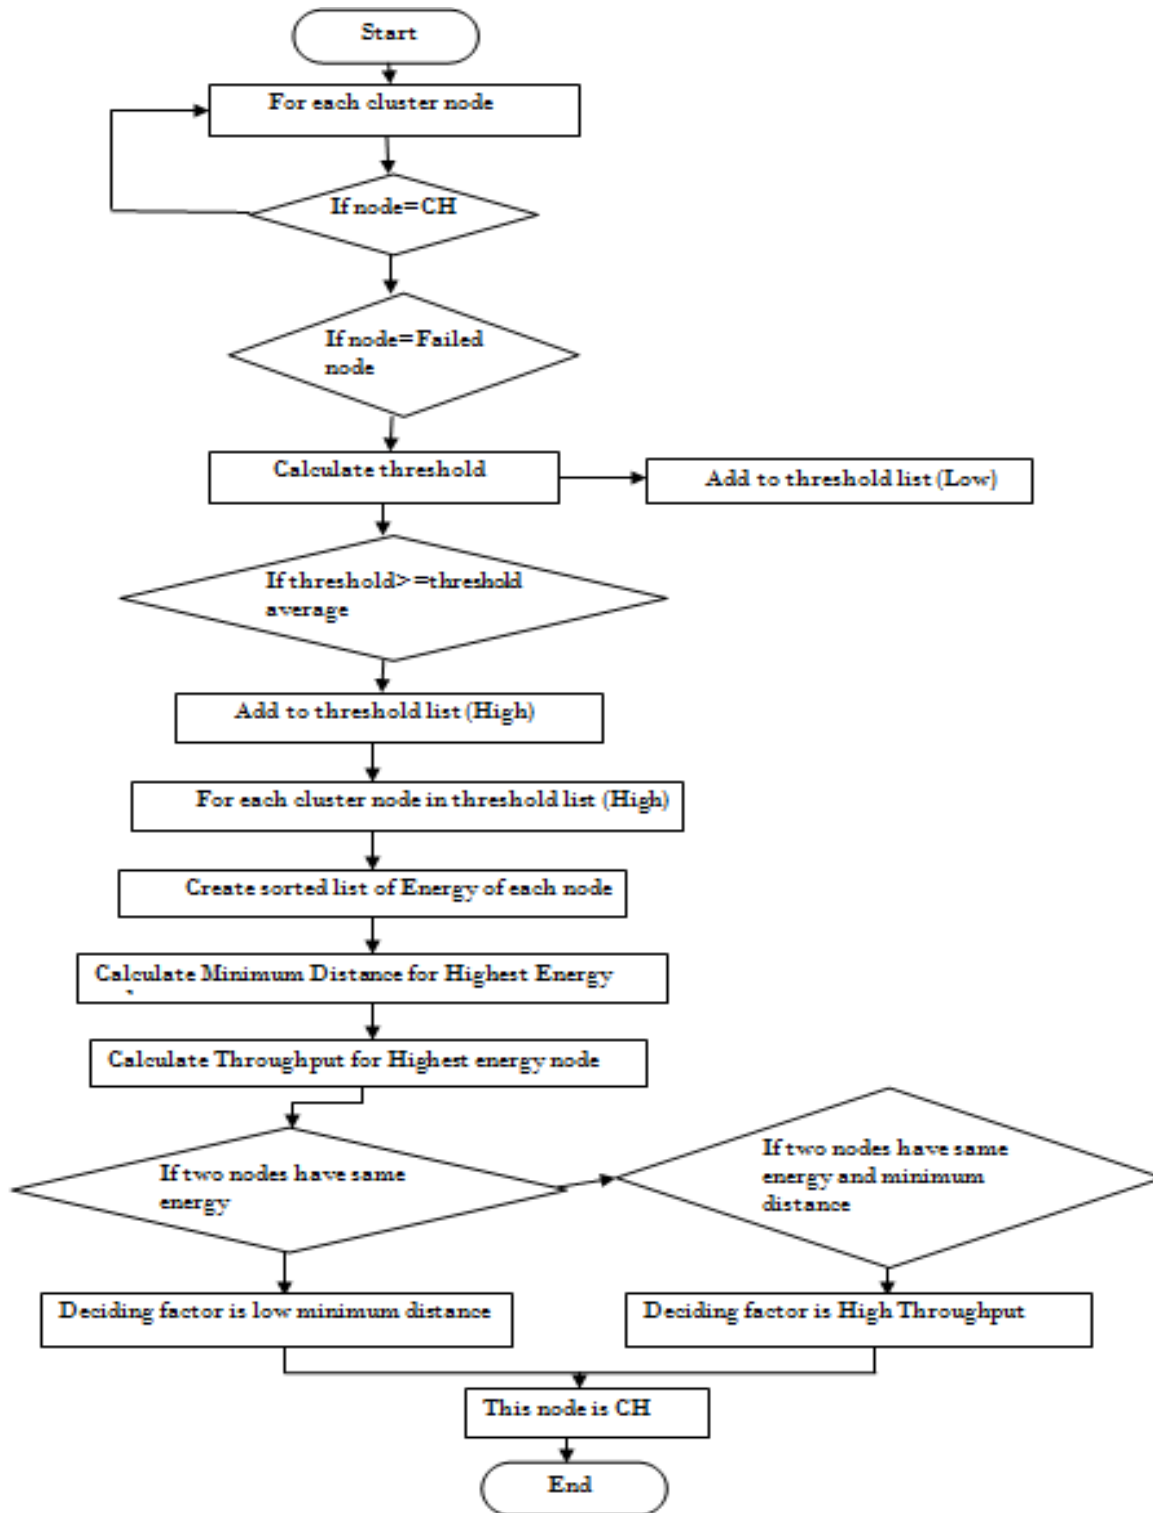 Start
For each cluster node
If node=CH
If node=Failed
node
Calculate threshold
Add to threshold list (Low)
If threshold>=threshold
average
Add to threshold list (High)
For each cluster node in threshold list (High)
Create sorted list of Energy of each node
Calculate Minimum Distance for Highest Energy
Calculate Throughput for Highest energy node
If two nodes have same
energy
If two nodes have same
energy and minimum
distance
Deciding factor is low minimum distance
Deciding factor is High Throughput
This node is CH
End